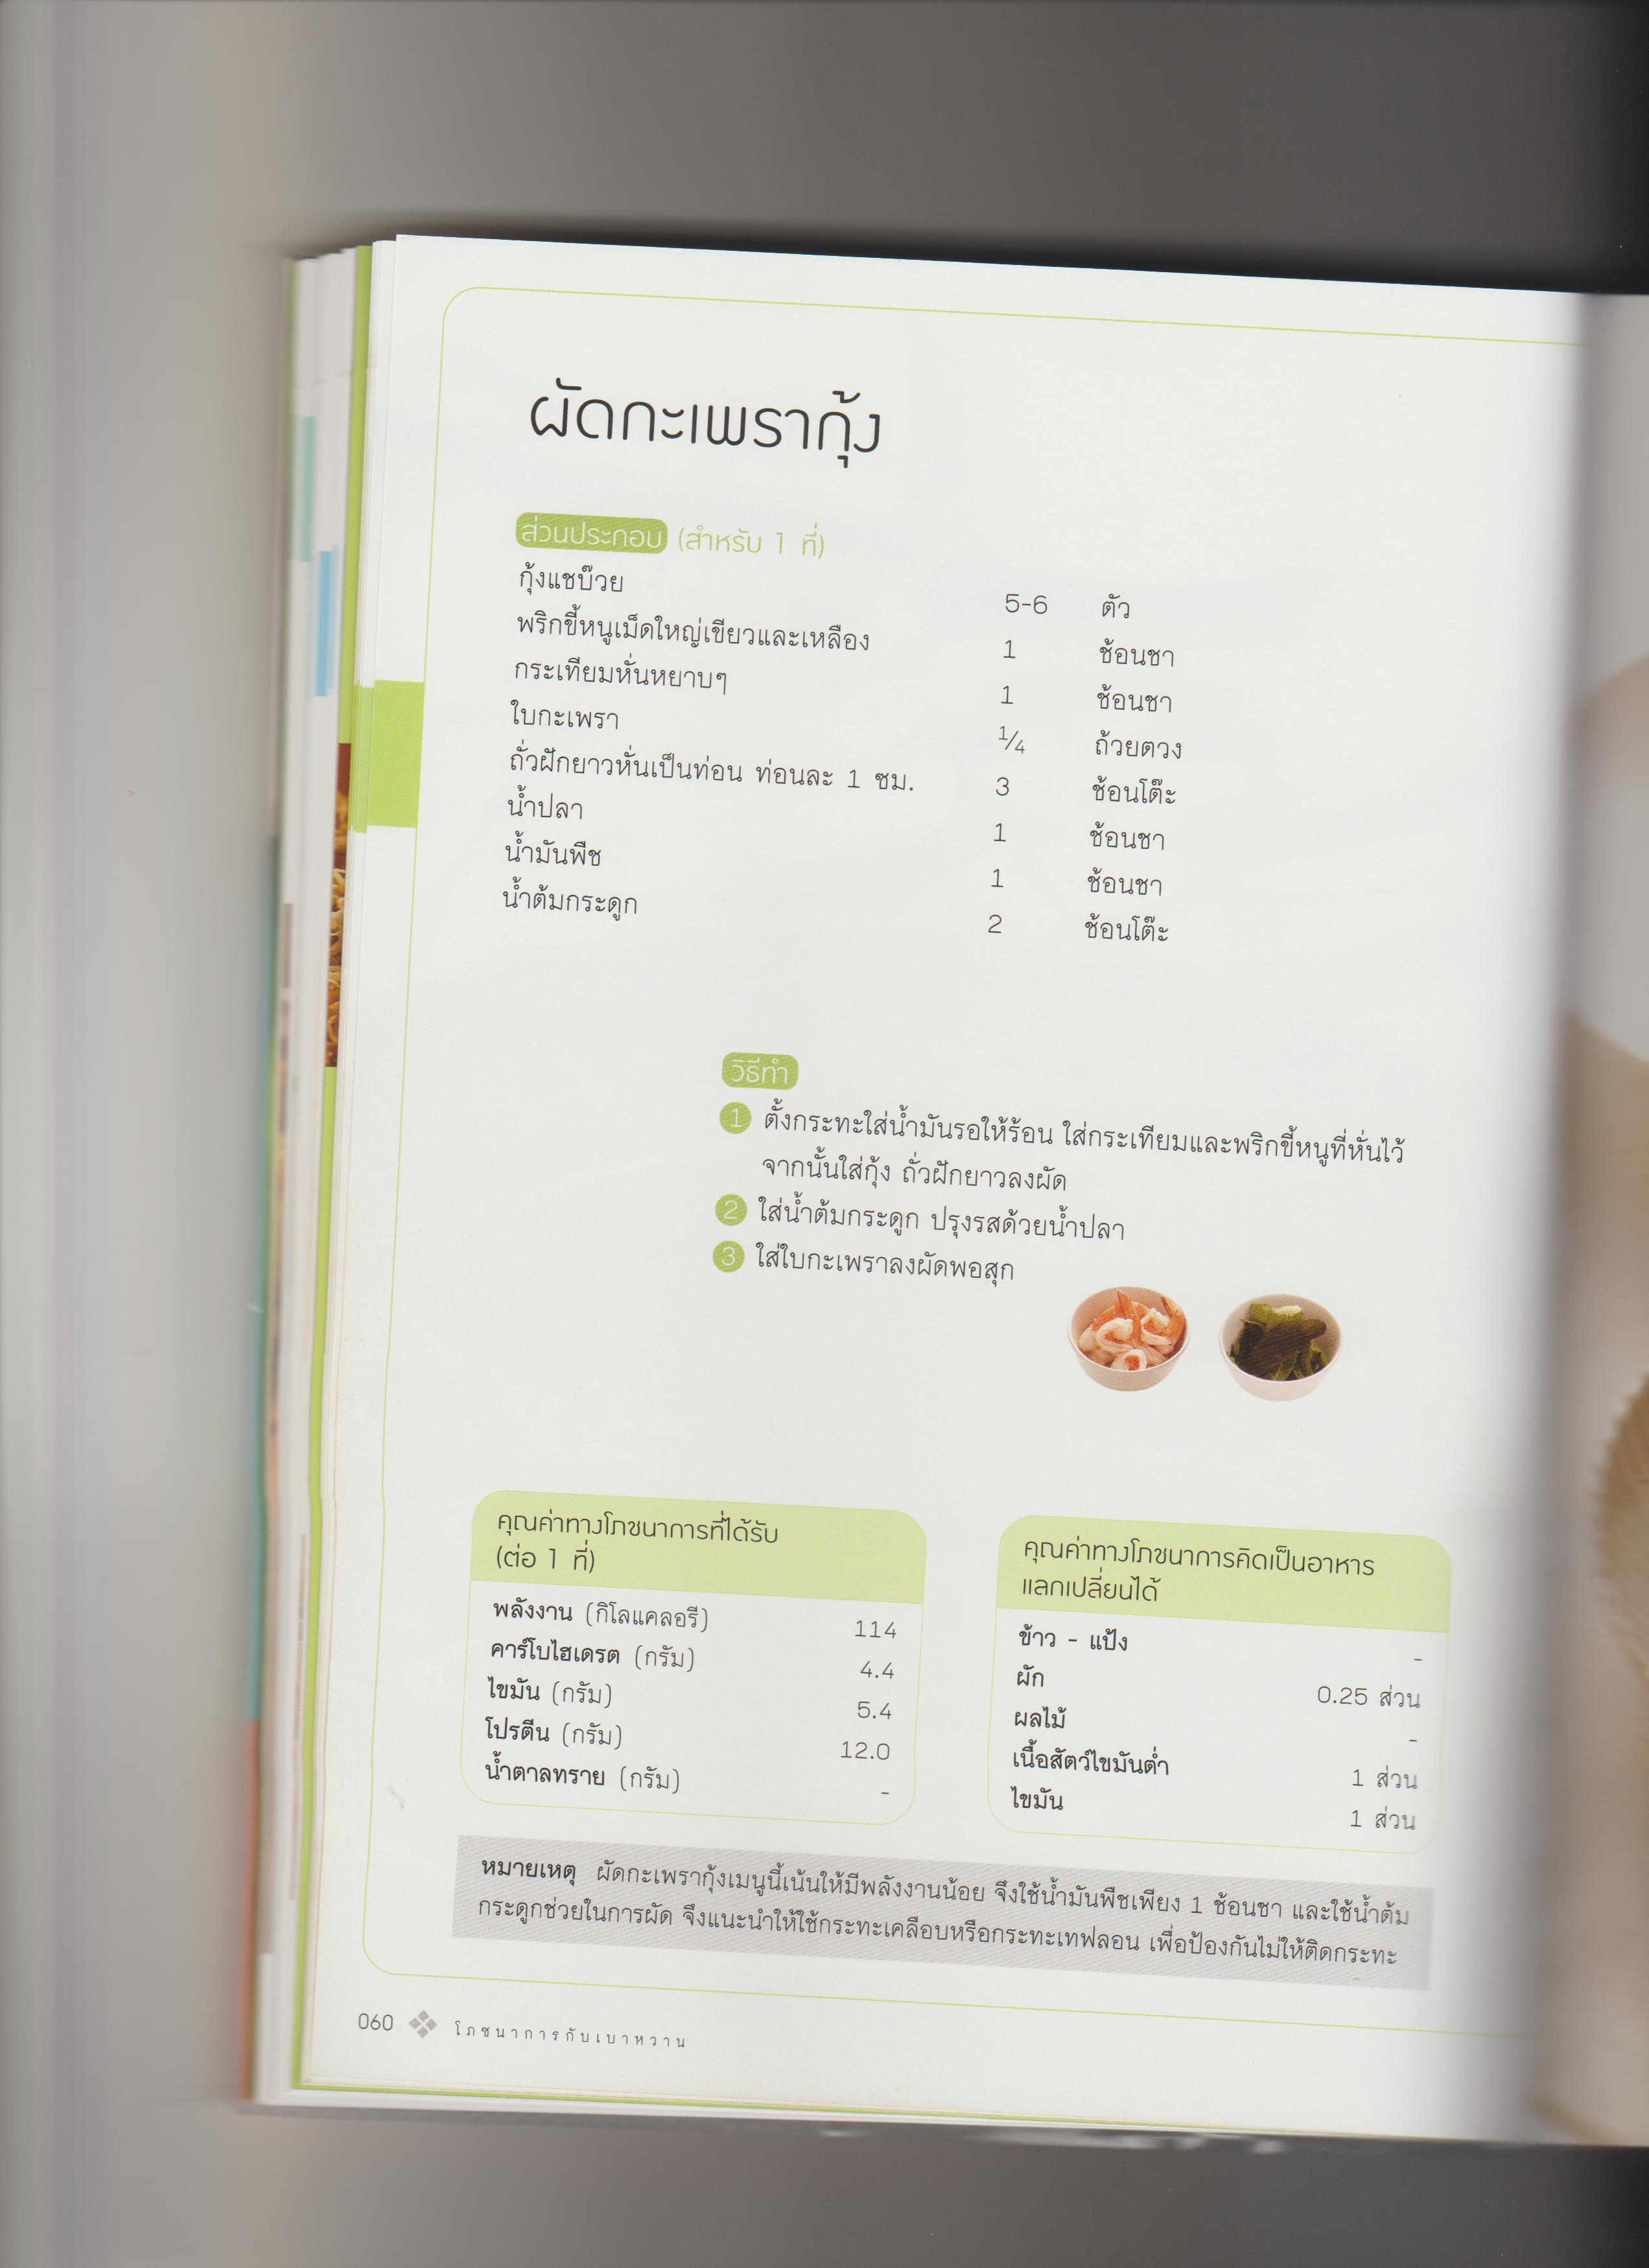 ผัดกะเพรากุ้ง
ส่วนประกอบ (สำหรับ 1 ที่)
กุ้งแชบ๊วย 5-6 ตัว
พริกขี้หนูเม็ดใหญ่เขียวและเหลือง 1 ช้อนชา
กระเทียมหั่นหยาบๆ 1 ช้อนชา
ใบกะเพรา 1/4 ถ้วยตวง
ถั่วฝักยาวหั่นเป็นท่อน ท่อนละ 1 ซม. 3 ช้อนโต๊ะ
น้ำปลา 1 ช้อนชา
น้ำมันพืช 1 ช้อนชา
น้ำต้มกระดูก 2 ช้อนโต๊ะ
วิธีทำ
1 ตั้งกระทะใส่น้ำมันรอให้ร้อน ใส่กระเทียมและพริกขี้หนูที่หั่นไว้
จากนั้นใส่กุ้ง ถั่วฝักยาวลงผัด
2 ใส่น้ำต้มกระดูก ปรุงรสด้วยน้ำปลา
3 ใส่ใบกะเพราลงผัดพอสุก
คุณค่าทางโภชนาการที่ได้รับ
(ต่อ 1 ที่)
พลังงาน (กิโลแคลอรี) 114
คาร์โบไฮเดรต (กรัม) 4.4
ไขมัน (กรัม) 5.4
โปรตีน (กรัม) 12.0
น้ำตาลทราย (กรัม) -
คุณค่าทางโภชนาการคิดเป็นอาหาร
แลกเปลี่ยนได้
ข้าว - แป้ง -
ผัก 0.25 ส่วน
ผลไม้ -
เนื้อสัตว์ไขมันต่ำ 1 ส่วน
ไขมัน 1 ส่วน
หมายเหตุ ผัดกะเพรากุ้งเมนูนี้เน้นให้มีพลังงานน้อย จึงใช้น้ำมันพืชเพียง 1 ช้อนชา และใช้น้ำต้ม
กระดูกช่วยในการผัด จึงแนะนำให้ใช้กระทะเคลือบหรือกระทะเทฟลอน เพื่อป้องกันไม่ให้ติดกระทะ
060 โภชนาการกับเบาหวาน